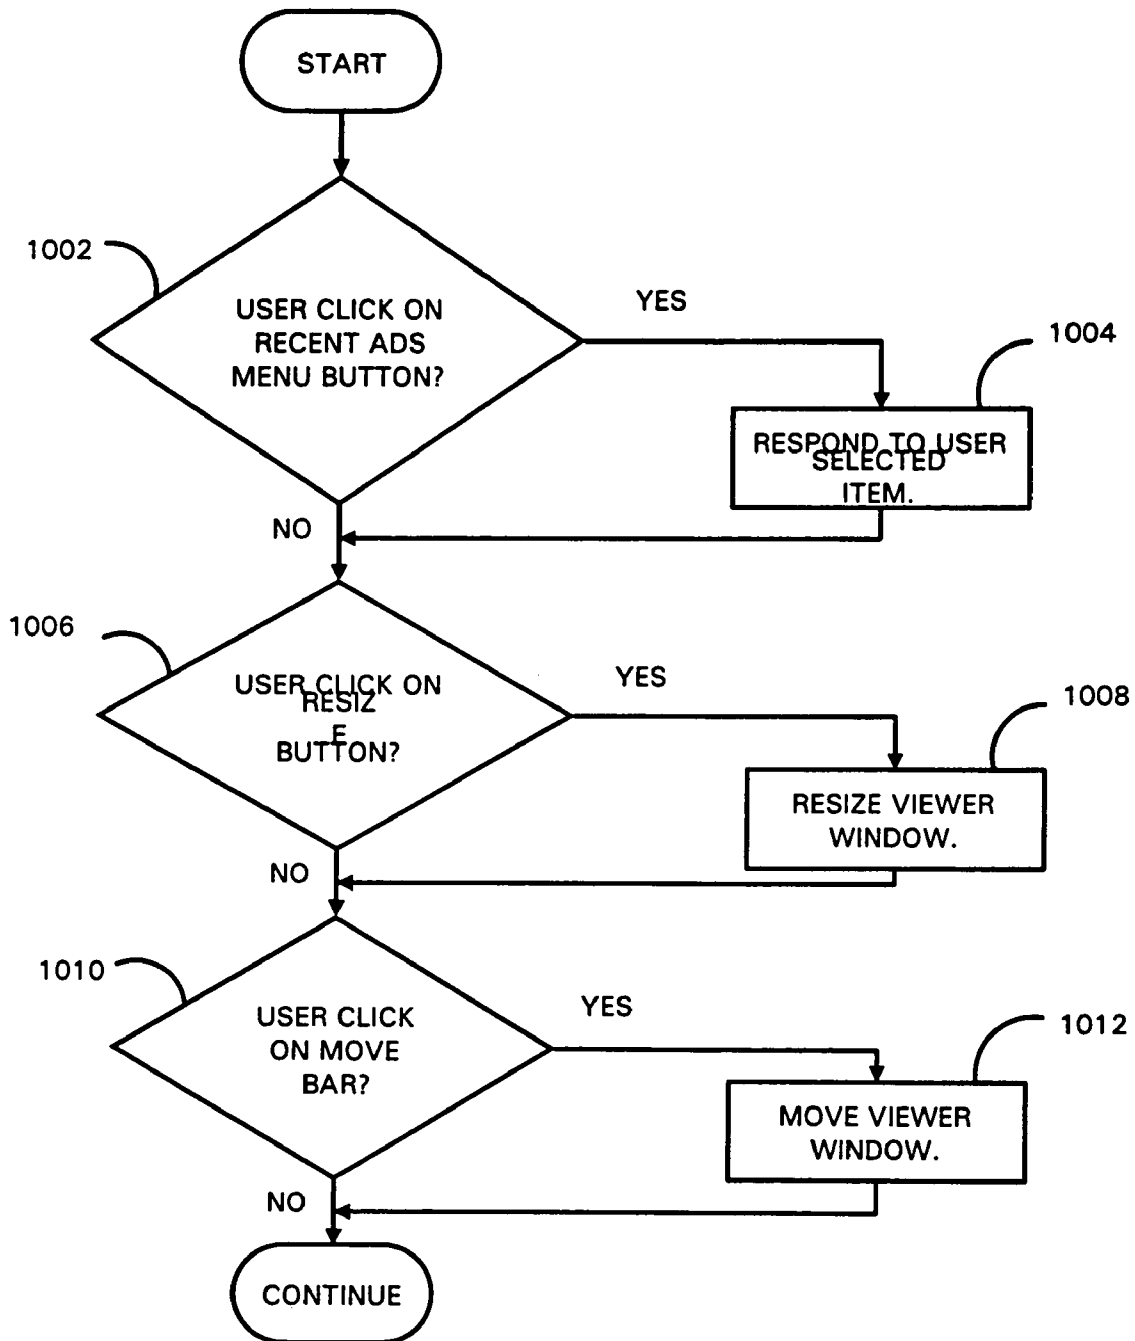 START
1002
USER CLICK ON
RECENT ADS
MENU BUTTON?
YES
1004
RESPOND TO USER
SELECTED
ITEM.
NO
1006
USER CLICK ON
RESIZ
E
BUTTON?
YES
1008
RESIZE VIEWER
WINDOW.
NO
1010
USER CLICK
ON MOVE
BAR?
YES
1012
MOVE VIEWER
WINDOW.
NO
CONTINUE